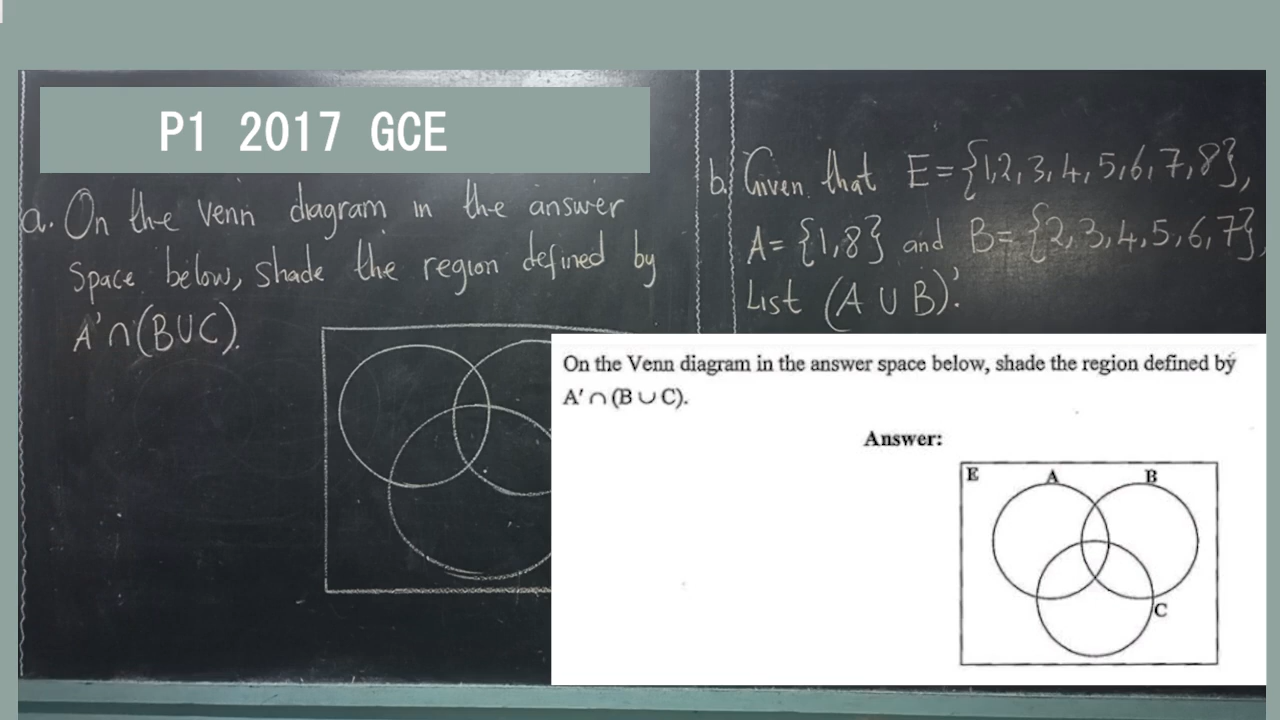 P1 2017 GCE
a. On the venn diagram in the answer
space below, shade the region defined by
A'∩(B∪C).
b. Given that E={1,2,3,4,5,6,7,8},
A={1,8} and B={2,3,4,5,6,7},
List (A ∪ B)'.
On the Venn diagram in the answer space below, shade the region defined by
A' ∩ (B ∪ C).
Answer:
E
A
B
C